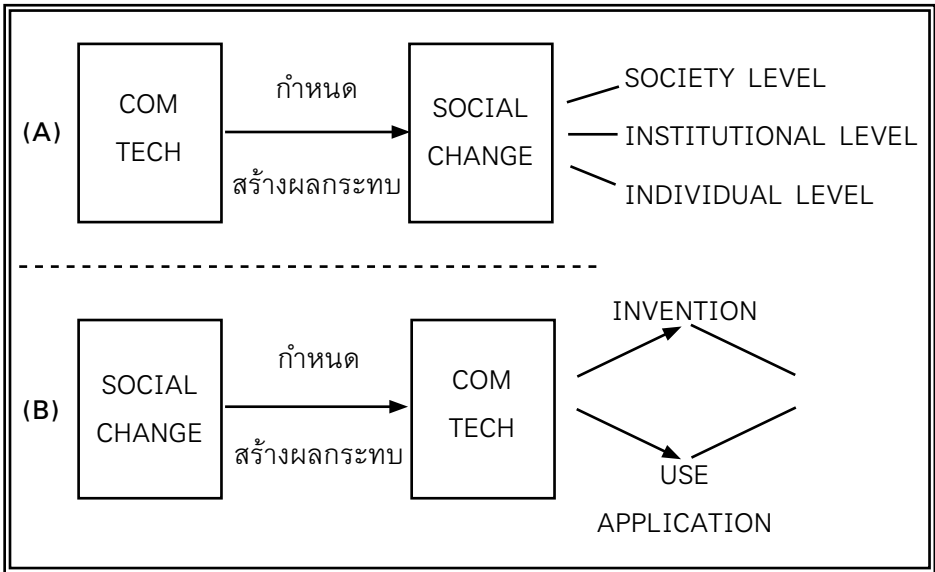 (A)
COM
TECH
กำหนด
สร้างผลกระทบ
SOCIAL
CHANGE
SOCIETY LEVEL
INSTITUTIONAL LEVEL
INDIVIDUAL LEVEL
(B)
SOCIAL
CHANGE
กำหนด
สร้างผลกระทบ
COM
TECH
INVENTION
USE
APPLICATION